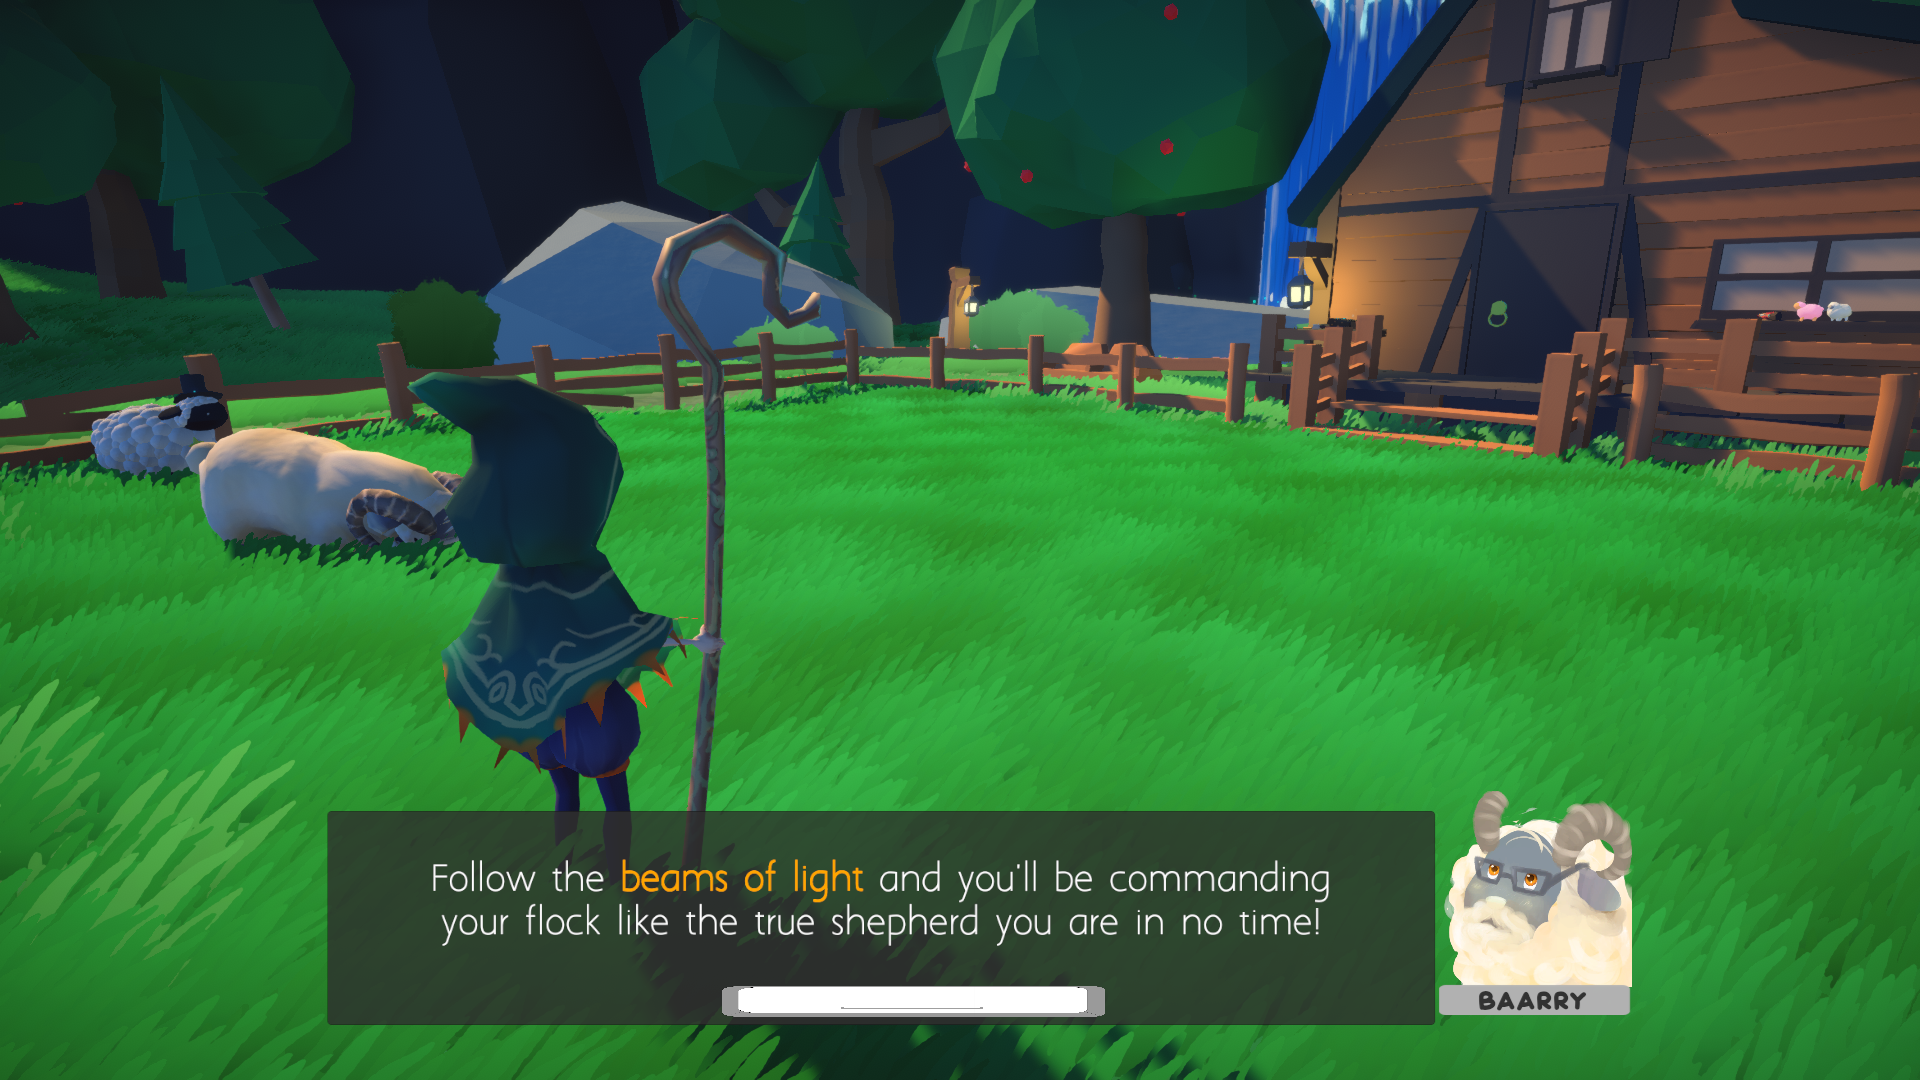 Follow the beams of light and you'll be commanding
your flock like the true shepherd you are in no time!
BAARRY